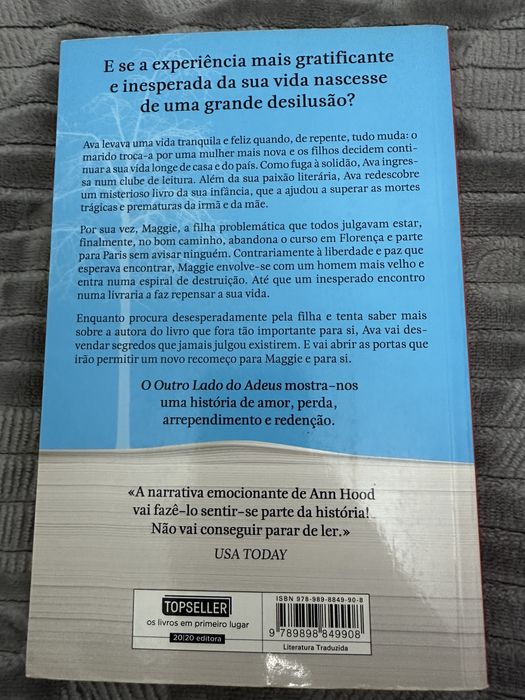 E se a experiência mais gratificante
e inesperada da sua vida nascesse
de uma grande desilusão?
Ava levava uma vida tranquila e feliz quando, de repente, tudo muda: o
marido troca-a por uma mulher mais nova e os filhos decidem conti-
nuar a sua vida longe de casa e do país. Como fuga à solidão, Ava ingres-
sa num clube de leitura. Além da sua paixão literária, Ava redescobre
um misterioso livro da sua infância, que a ajudou a superar as mortes
trágicas e prematuras da irmã e da mãe.
Por sua vez, Maggie, a filha problemática que todos julgavam estar,
finalmente, no bom caminho, abandona o curso em Florença e parte
para Paris sem avisar ninguém. Contrariamente à liberdade e paz que
esperava encontrar, Maggie envolve-se com um homem mais velho e
entra numa espiral de destruição. Até que um inesperado encontro
numa livraria a faz repensar a sua vida.
Enquanto procura desesperadamente pela filha e tenta saber mais
sobre a autora do livro que fora tão importante para si, Ava vai des-
vendar segredos que jamais julgou existirem. E vai abrir as portas que
irão permitir um novo recomeço para Maggie e para si.
O Outro Lado do Adeus mostra-nos
uma história de amor, perda,
arrependimento e redenção.
«A narrativa emocionante de Ann Hood
vai fazê-lo sentir-se parte da história!
Não vai conseguir parar de ler.»
USA TODAY
TOPSELLER
os livros em primeiro lugar
20|20 editora
ISBN 978-989-8849-90-8
9 789898 849908
Literatura Traduzida